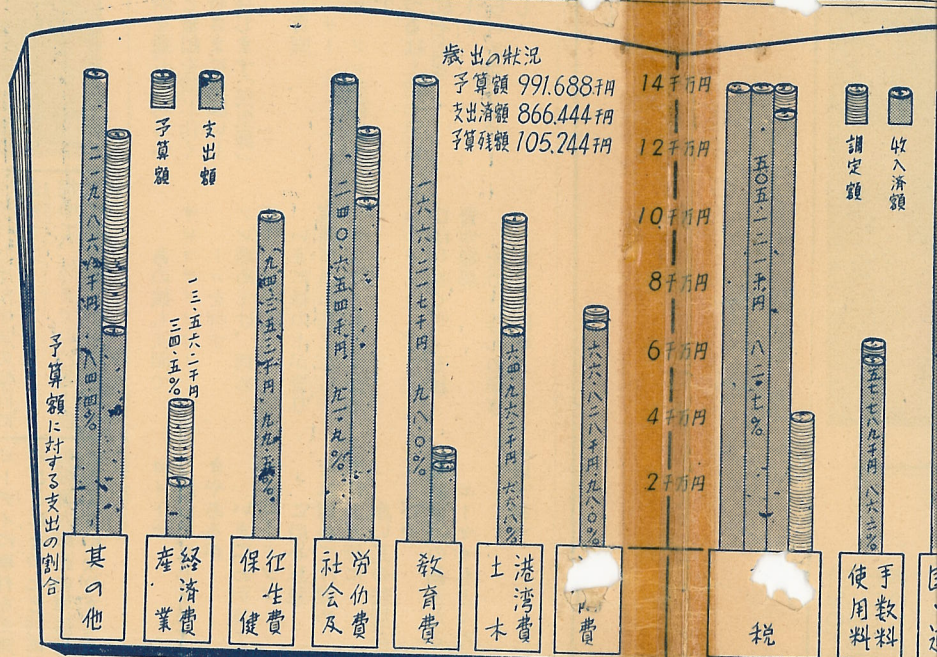 歳出の狀況
予算額 991.688千円
支出済額 866.444千円
予算残額 105.244千円
14千万円
12千万円
10千万円
8千万円
6千万円
4千万円
2千万円
調定額
收入済額
五〇五・一二一千円 八二・七%
税
五七・七八九千円 八六・二%
手数料
使用料
予算額
支出額
六六・八二八千円 九八・〇%
費
六四・九六二千円 六六・八%
港湾費
土木
一六六・二一七千円 九八・〇%
教育費
二四〇・六五四千円 九一・九%
労仂費
社会及
九四・二五三千円
衛生費
保健
一三・五六二千円
三四・五%
経済費
産業
二一九・八六八千円 八四・四%
其の他
予算額に対する支出の割合